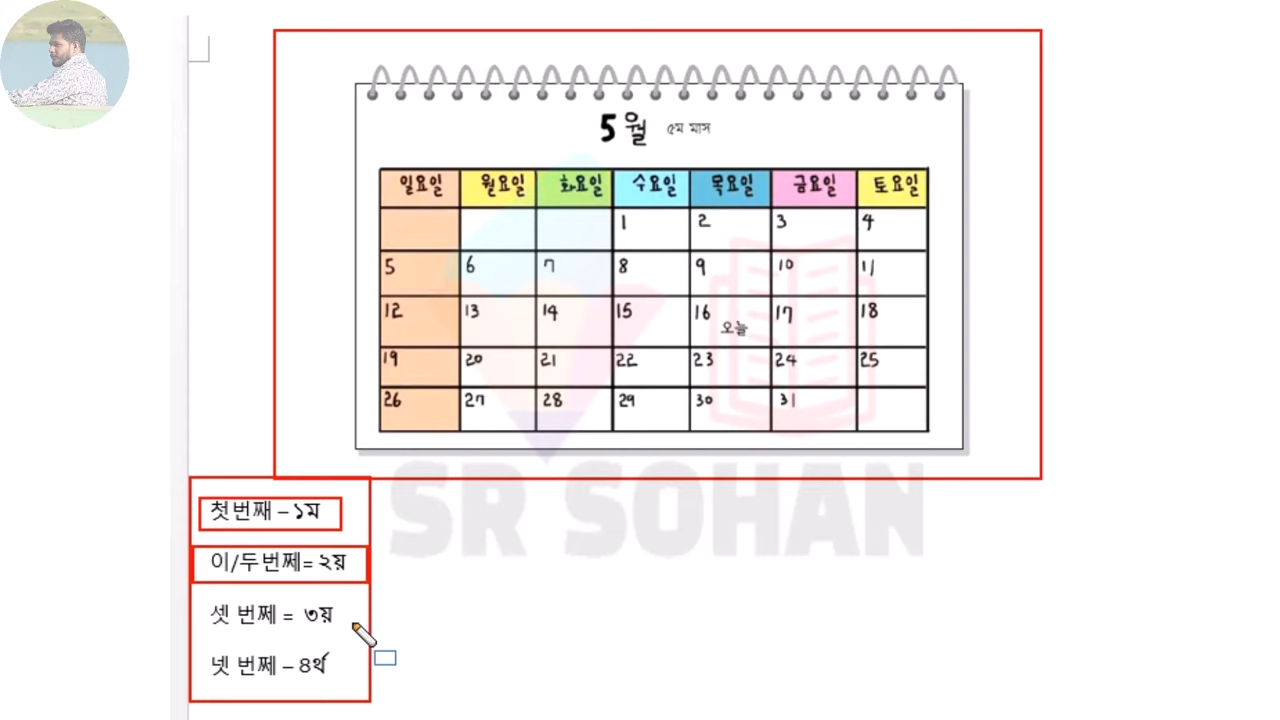 5월 ৫ম মাস
일요일 월요일 화요일 수요일 목요일 금요일 토요일
1 2 3 4
5 6 7 8 9 10 11
12 13 14 15 16 오늘 17 18
19 20 21 22 23 24 25
26 27 28 29 30 31
SR SOHAN
첫번째 – ১ম
이/두번쩨= ২য়
셋 번쩨 = ৩য়
넷 번쩨 – 8র্থ